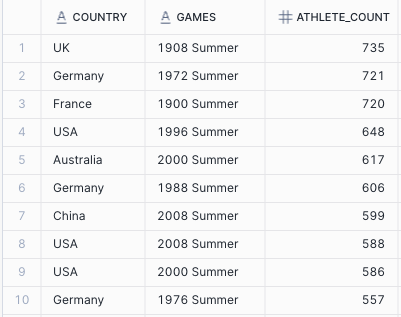 A COUNTRY A GAMES # ATHLETE_COUNT
1 UK 1908 Summer 735
2 Germany 1972 Summer 721
3 France 1900 Summer 720
4 USA 1996 Summer 648
5 Australia 2000 Summer 617
6 Germany 1988 Summer 606
7 China 2008 Summer 599
8 USA 2008 Summer 588
9 USA 2000 Summer 586
10 Germany 1976 Summer 557